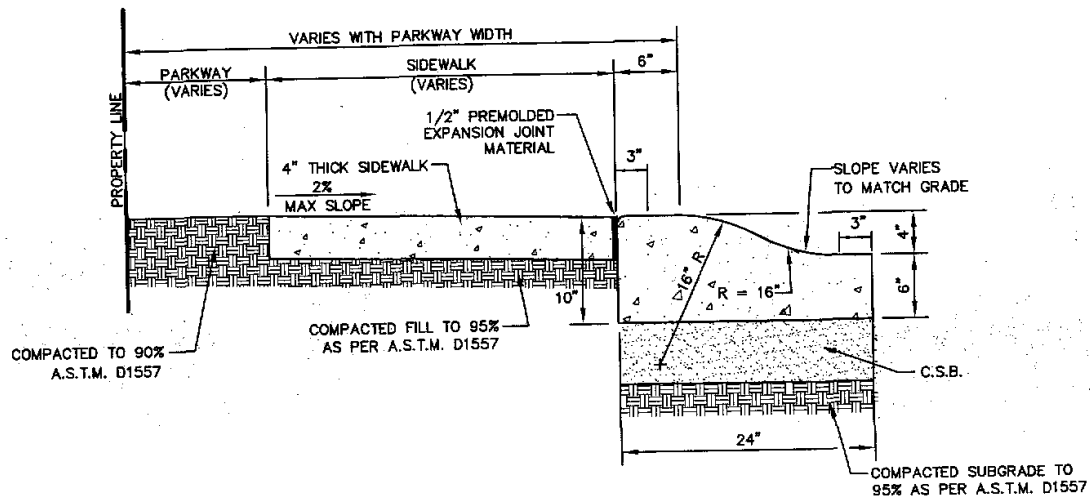 VARIES WITH PARKWAY WIDTH
PARKWAY
(VARIES)
SIDEWALK
(VARIES)
6"
PROPERTY LINE
1/2" PREMOLDED
EXPANSION JOINT
MATERIAL
3"
4" THICK SIDEWALK
2%
MAX SLOPE
SLOPE VARIES
TO MATCH GRADE
3"
4"
16" R
R = 16"
6"
10"
COMPACTED TO 90%
A.S.T.M. D1557
COMPACTED FILL TO 95%
AS PER A.S.T.M. D1557
C.S.B.
24"
COMPACTED SUBGRADE TO
95% AS PER A.S.T.M. D1557